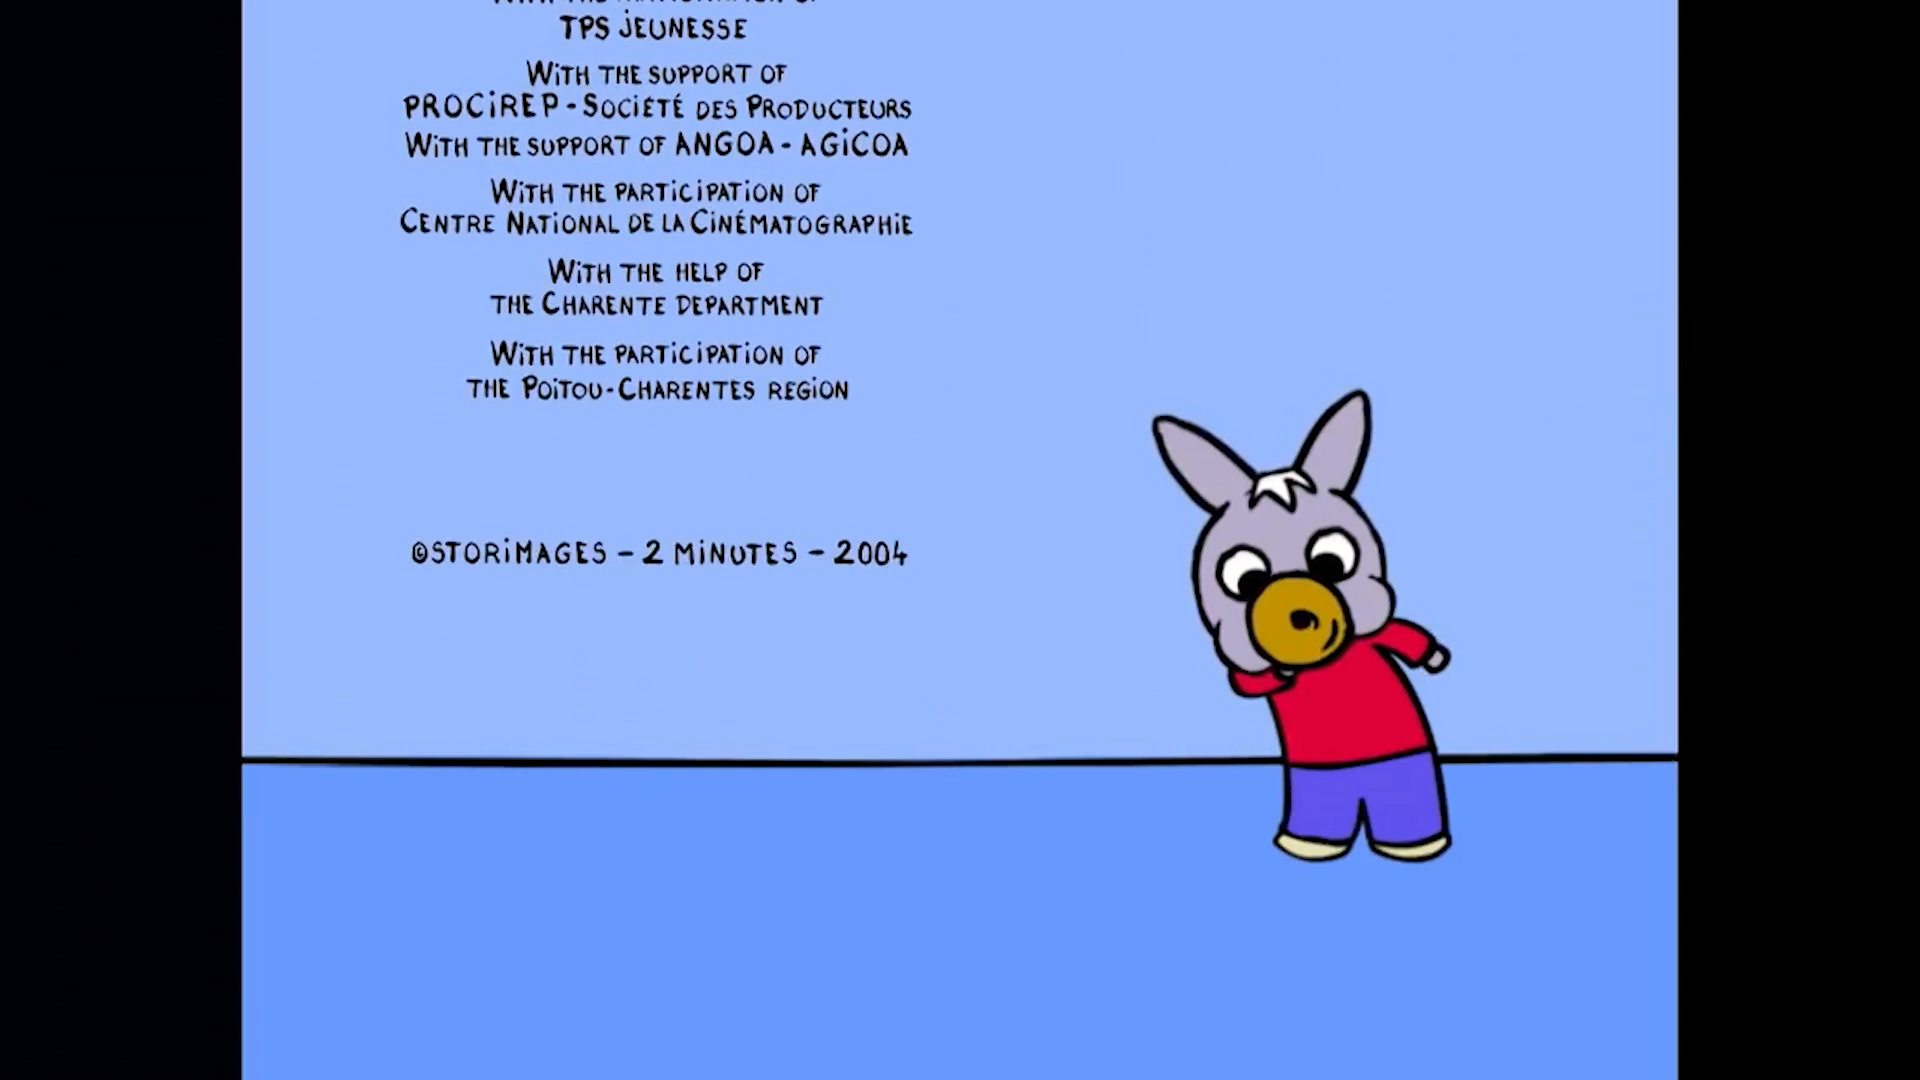 TPS JEUNESSE
WITH THE SUPPORT OF
PROCIREP - SOCIÉTÉ DES PRODUCTEURS
WITH THE SUPPORT OF ANGOA - AGICOA
WITH THE PARTICIPATION OF
CENTRE NATIONAL DE LA CINÉMATOGRAPHIE
WITH THE HELP OF
THE CHARENTE DEPARTMENT
WITH THE PARTICIPATION OF
THE POITOU-CHARENTES REGION
©STORIMAGES - 2 MINUTES - 2004